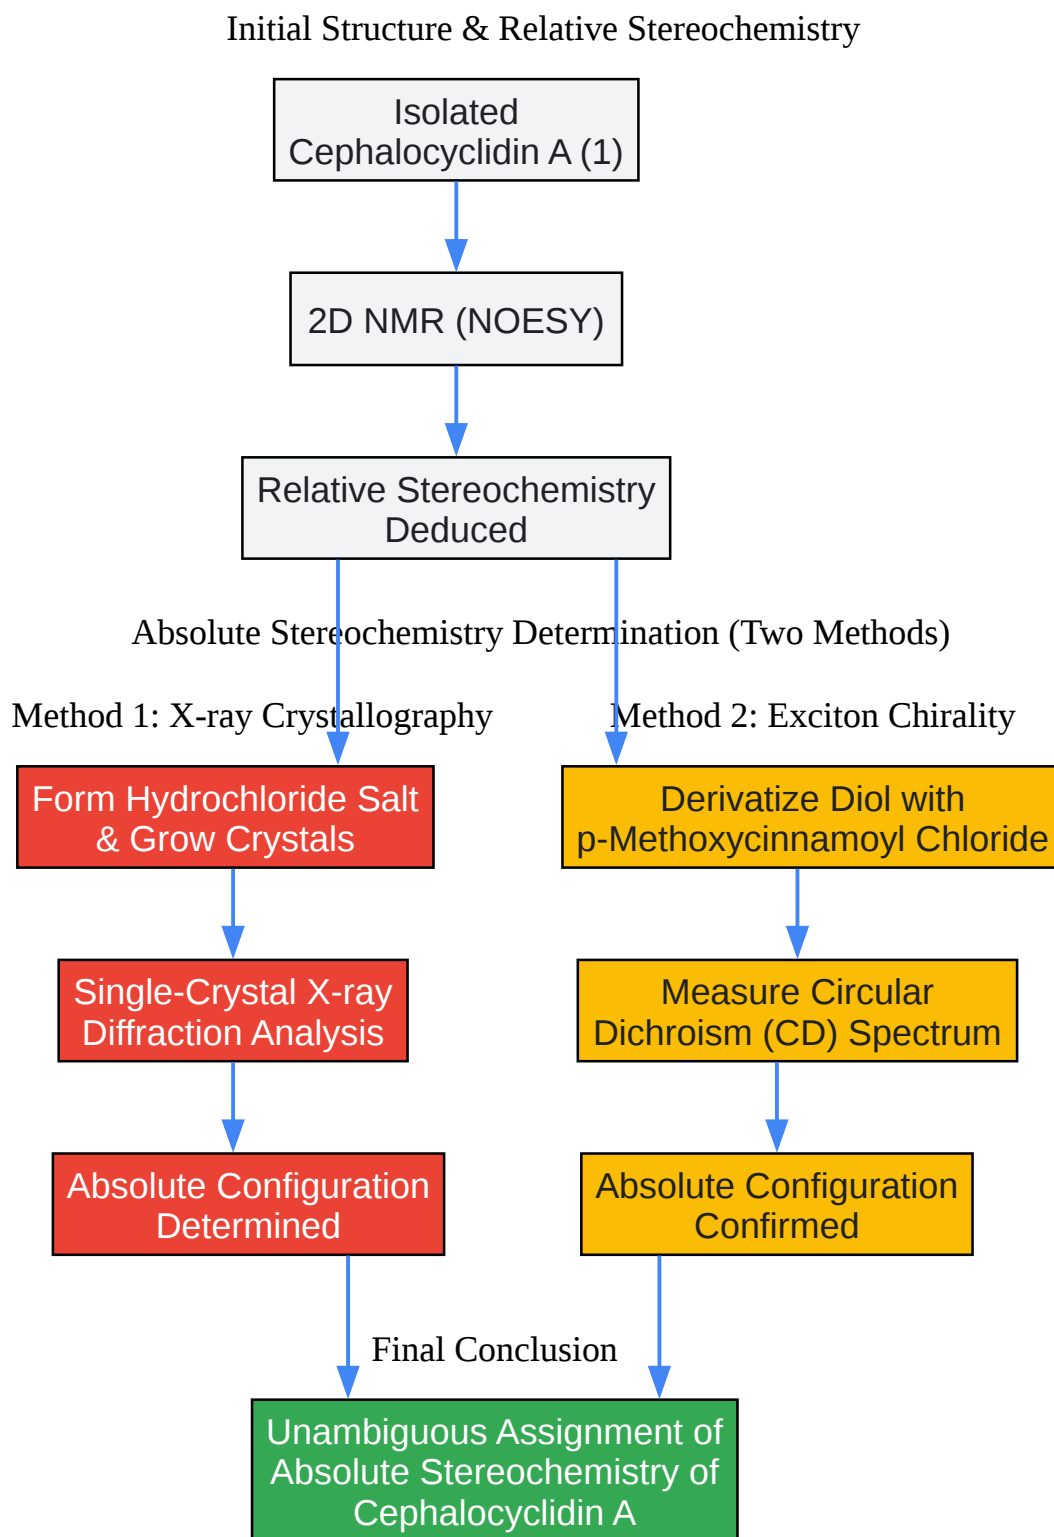 Initial Structure & Relative Stereochemistry
Isolated
Cephalocyclidin A (1)
2D NMR (NOESY)
Relative Stereochemistry
Deduced
Absolute Stereochemistry Determination (Two Methods)
Method 1: X-ray Crystallography
Method 2: Exciton Chirality
Form Hydrochloride Salt
& Grow Crystals
Derivatize Diol with
p-Methoxycinnamoyl Chloride
Single-Crystal X-ray
Diffraction Analysis
Measure Circular
Dichroism (CD) Spectrum
Absolute Configuration
Determined
Absolute Configuration
Confirmed
Final Conclusion
Unambiguous Assignment of
Absolute Stereochemistry of
Cephalocyclidin A